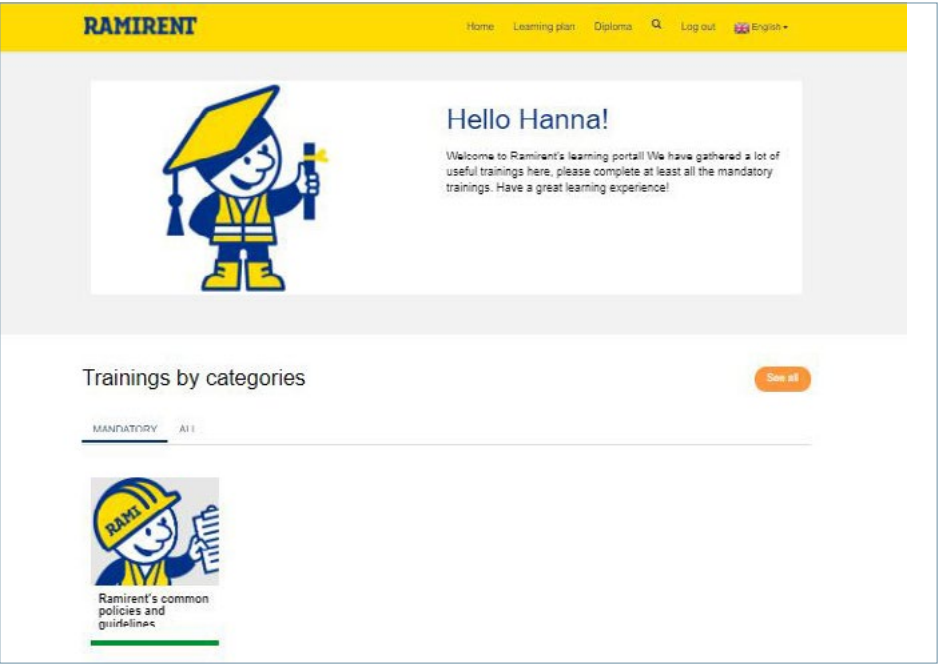 RAMIRENT
Home Learning plan Diploma Log out English
Hello Hanna!
Welcome to Ramirent's learning portal! We have gathered a lot of
useful trainings here, please complete at least all the mandatory
trainings. Have a great learning experience!
Trainings by categories
See all
MANDATORY ALL
RAMI
Ramirent's common
policies and
guidelines